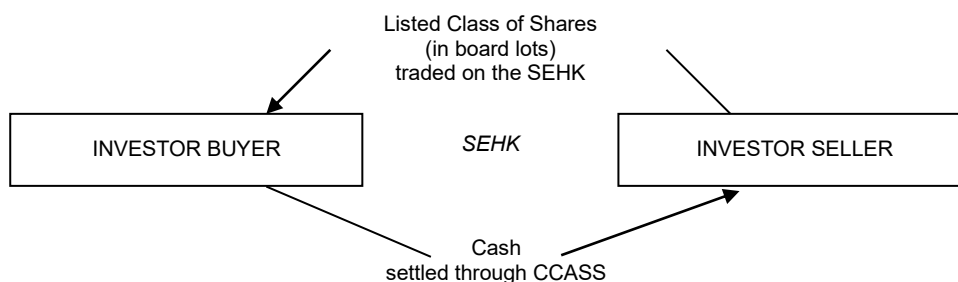 Listed Class of Shares
(in board lots)
traded on the SEHK
INVESTOR BUYER
SEHK
INVESTOR SELLER
Cash
settled through CCASS